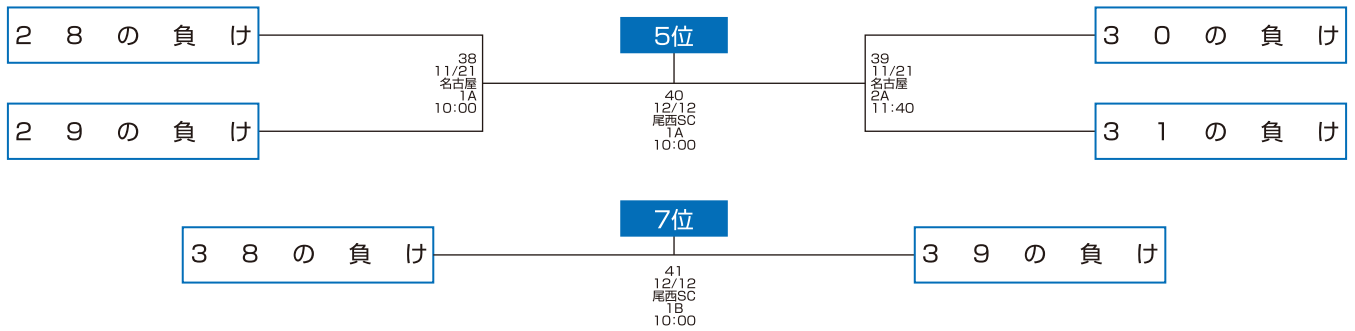 ２８の負け
5位
３０の負け
38
11/21
名古屋
1A
10:00
39
11/21
名古屋
2A
11:40
40
12/12
尾西SC
1A
10:00
２９の負け
３１の負け
7位
３８の負け
３９の負け
41
12/12
尾西SC
1B
10:00